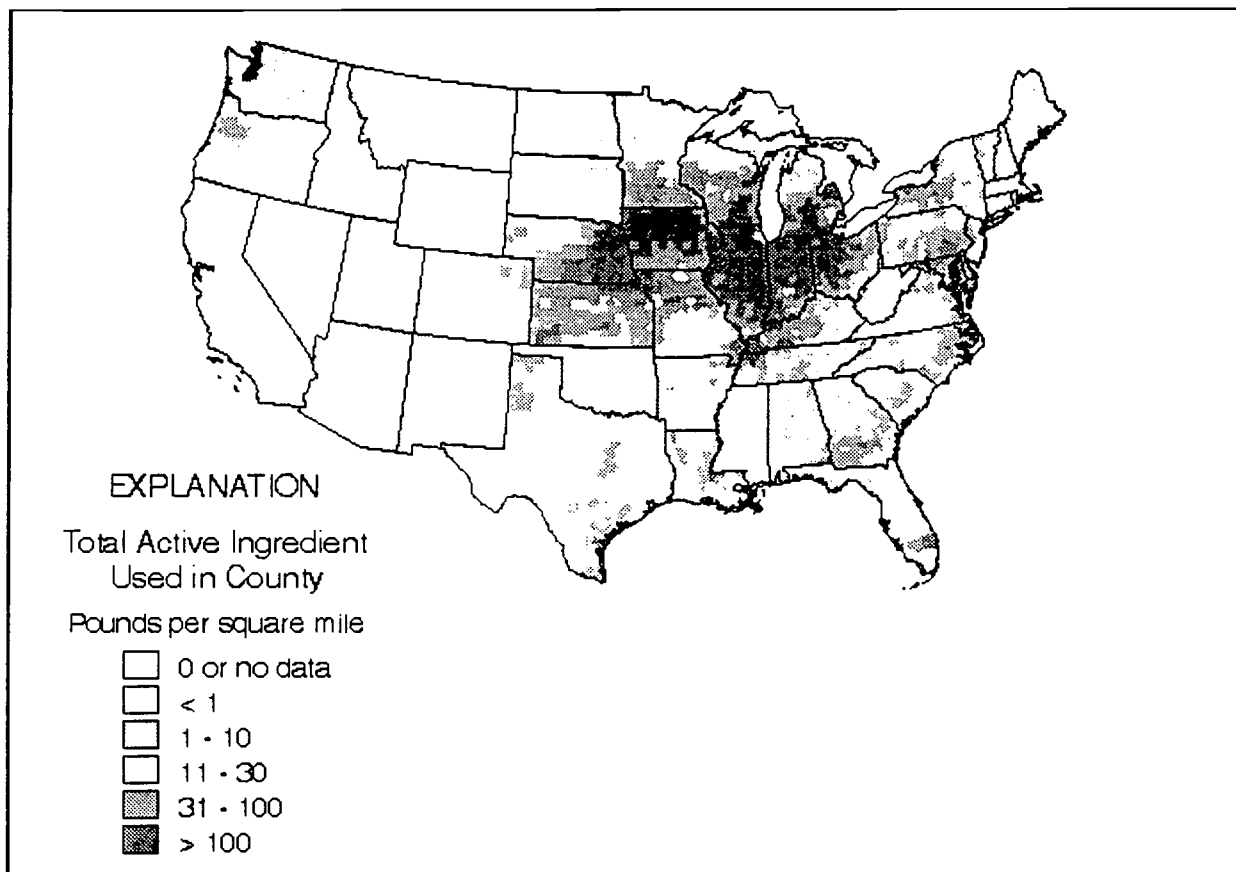 EXPLANATION
Total Active Ingredient
Used in County
Pounds per square mile
0 or no data
< 1
1 - 10
11 - 30
31 - 100
> 100